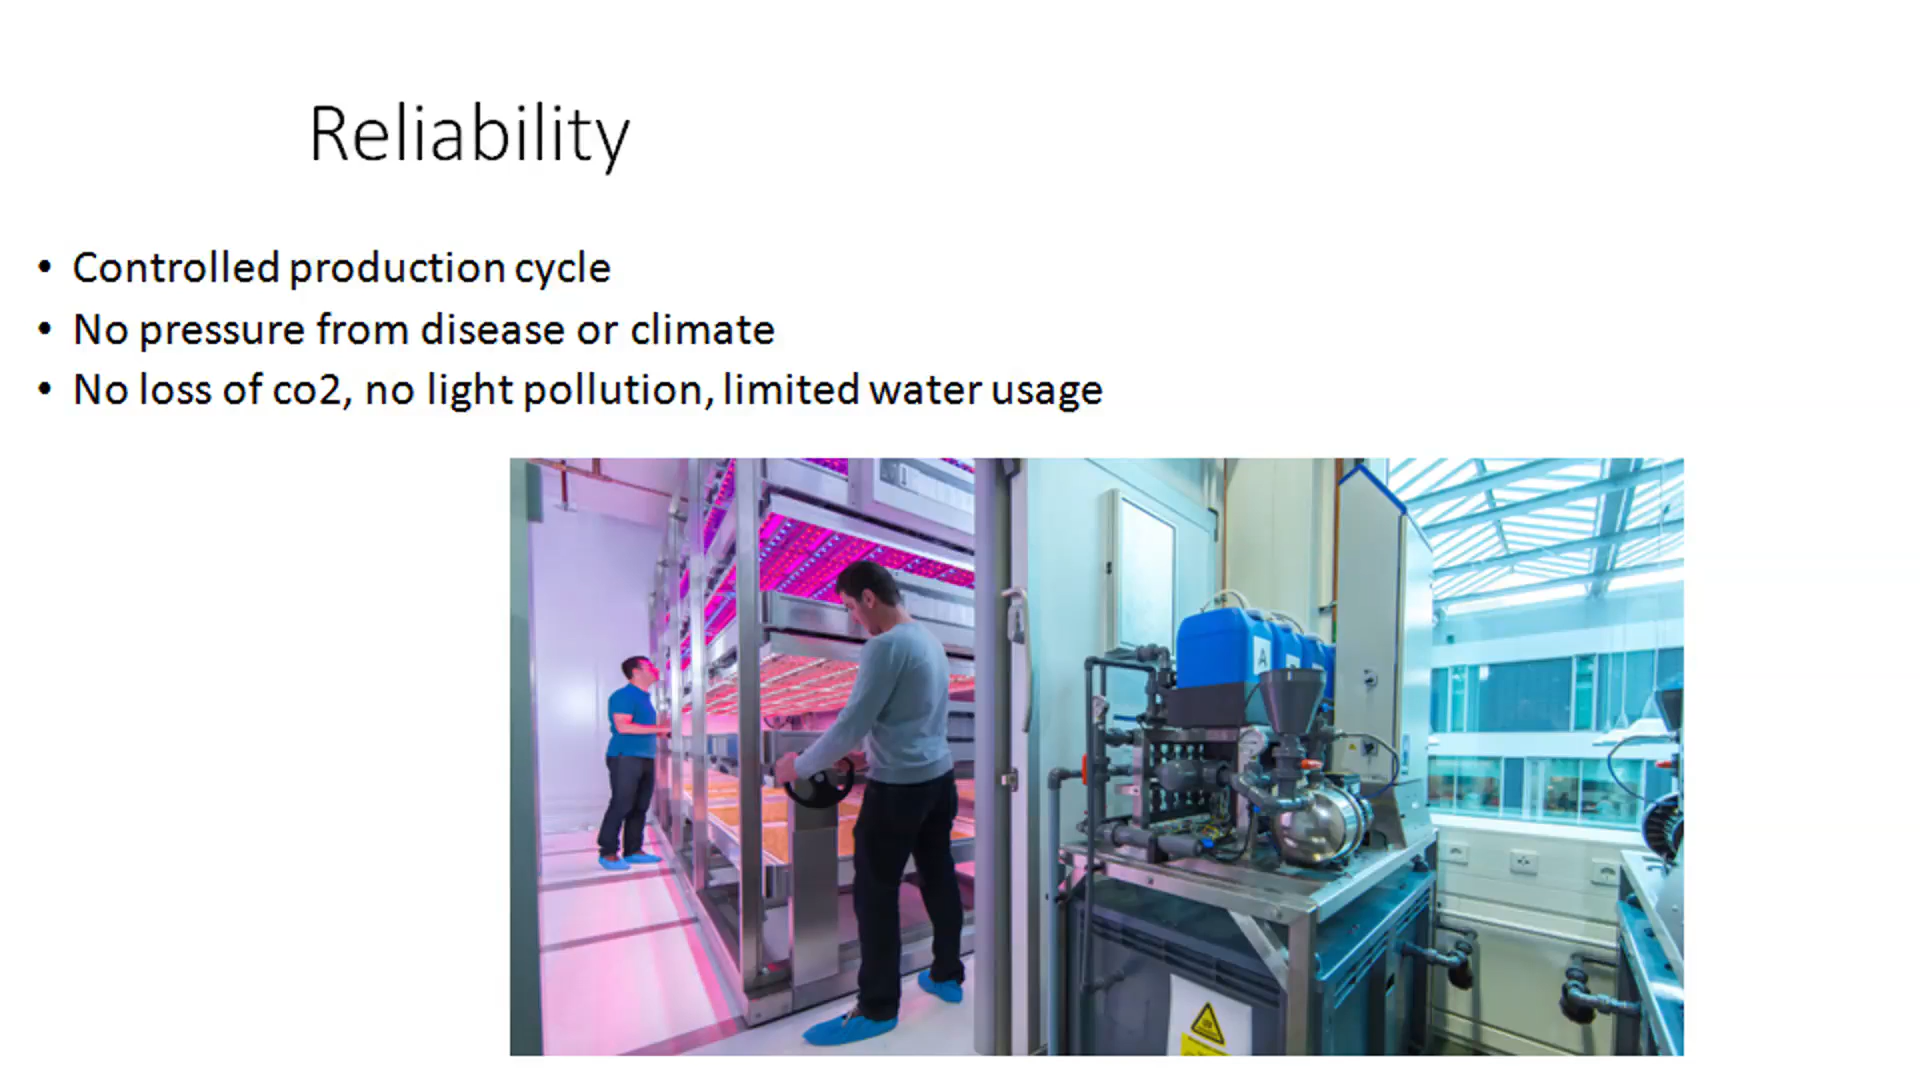 Reliability
• Controlled production cycle
• No pressure from disease or climate
• No loss of co2, no light pollution, limited water usage
A